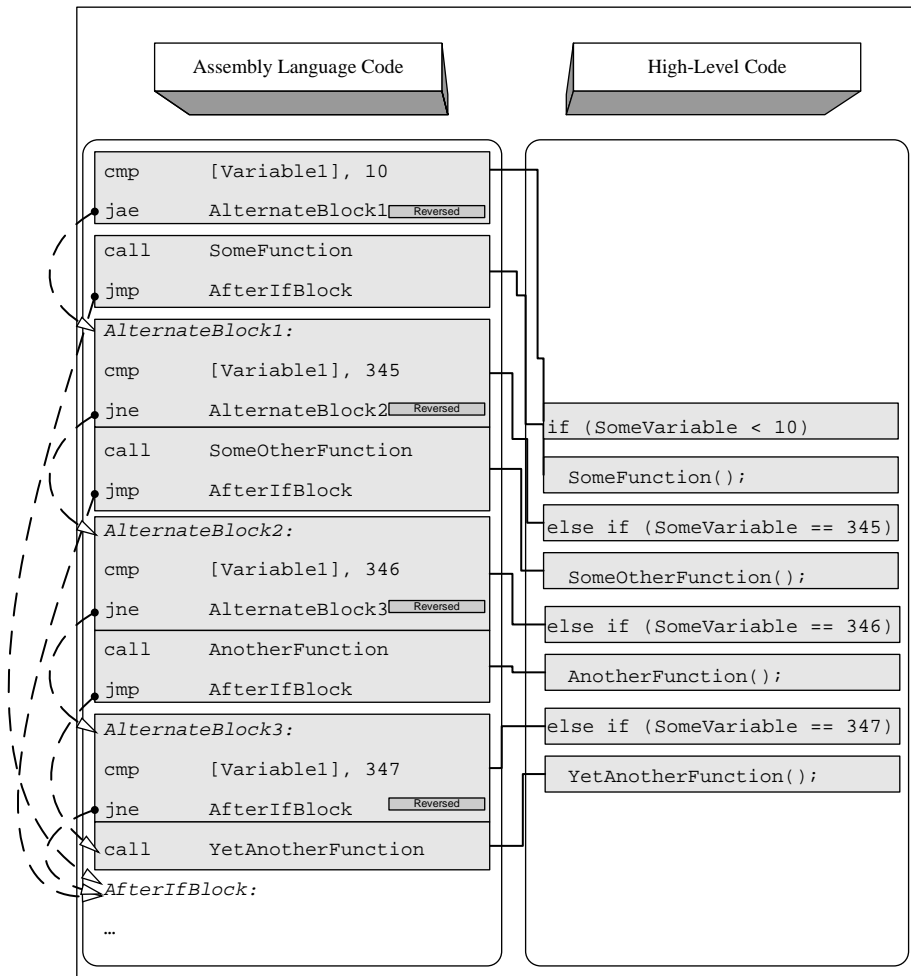 Assembly Language Code
High-Level Code
cmp [Variable1], 10
jae AlternateBlock1 Reversed
call SomeFunction
jmp AfterIfBlock
AlternateBlock1:
cmp [Variable1], 345
jne AlternateBlock2 Reversed
call SomeOtherFunction
jmp AfterIfBlock
AlternateBlock2:
cmp [Variable1], 346
jne AlternateBlock3 Reversed
call AnotherFunction
jmp AfterIfBlock
AlternateBlock3:
cmp [Variable1], 347
jne AfterIfBlock Reversed
call YetAnotherFunction
AfterIfBlock:
…
if (SomeVariable < 10)
SomeFunction();
else if (SomeVariable == 345)
SomeOtherFunction();
else if (SomeVariable == 346)
AnotherFunction();
else if (SomeVariable == 347)
YetAnotherFunction();